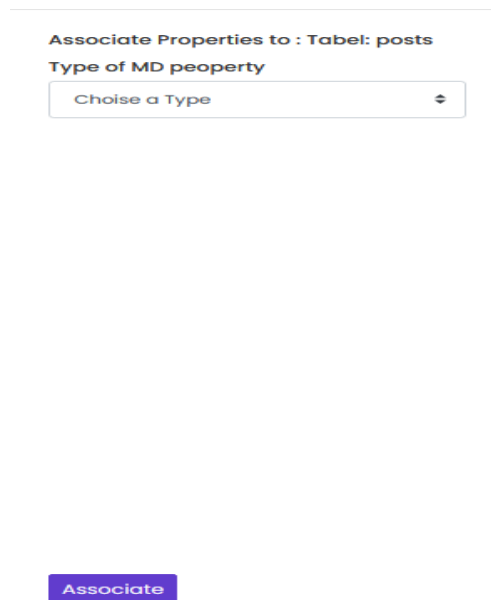 Associate Properties to : Tabel: posts
Type of MD peoperty
Choise a Type
Associate